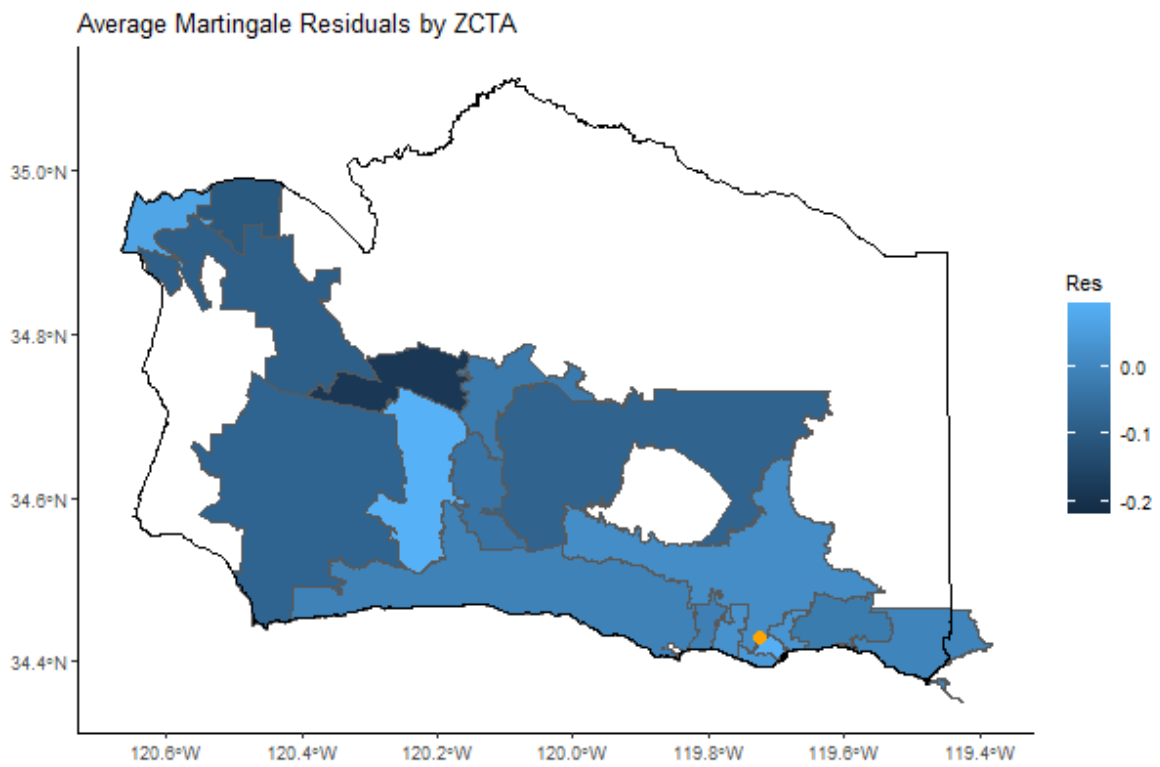 Average Martingale Residuals by ZCTA
35.0°N
34.8°N
34.6°N
34.4°N
120.6°W
120.4°W
120.2°W
120.0°W
119.8°W
119.6°W
119.4°W
Res
0.0
-0.1
-0.2